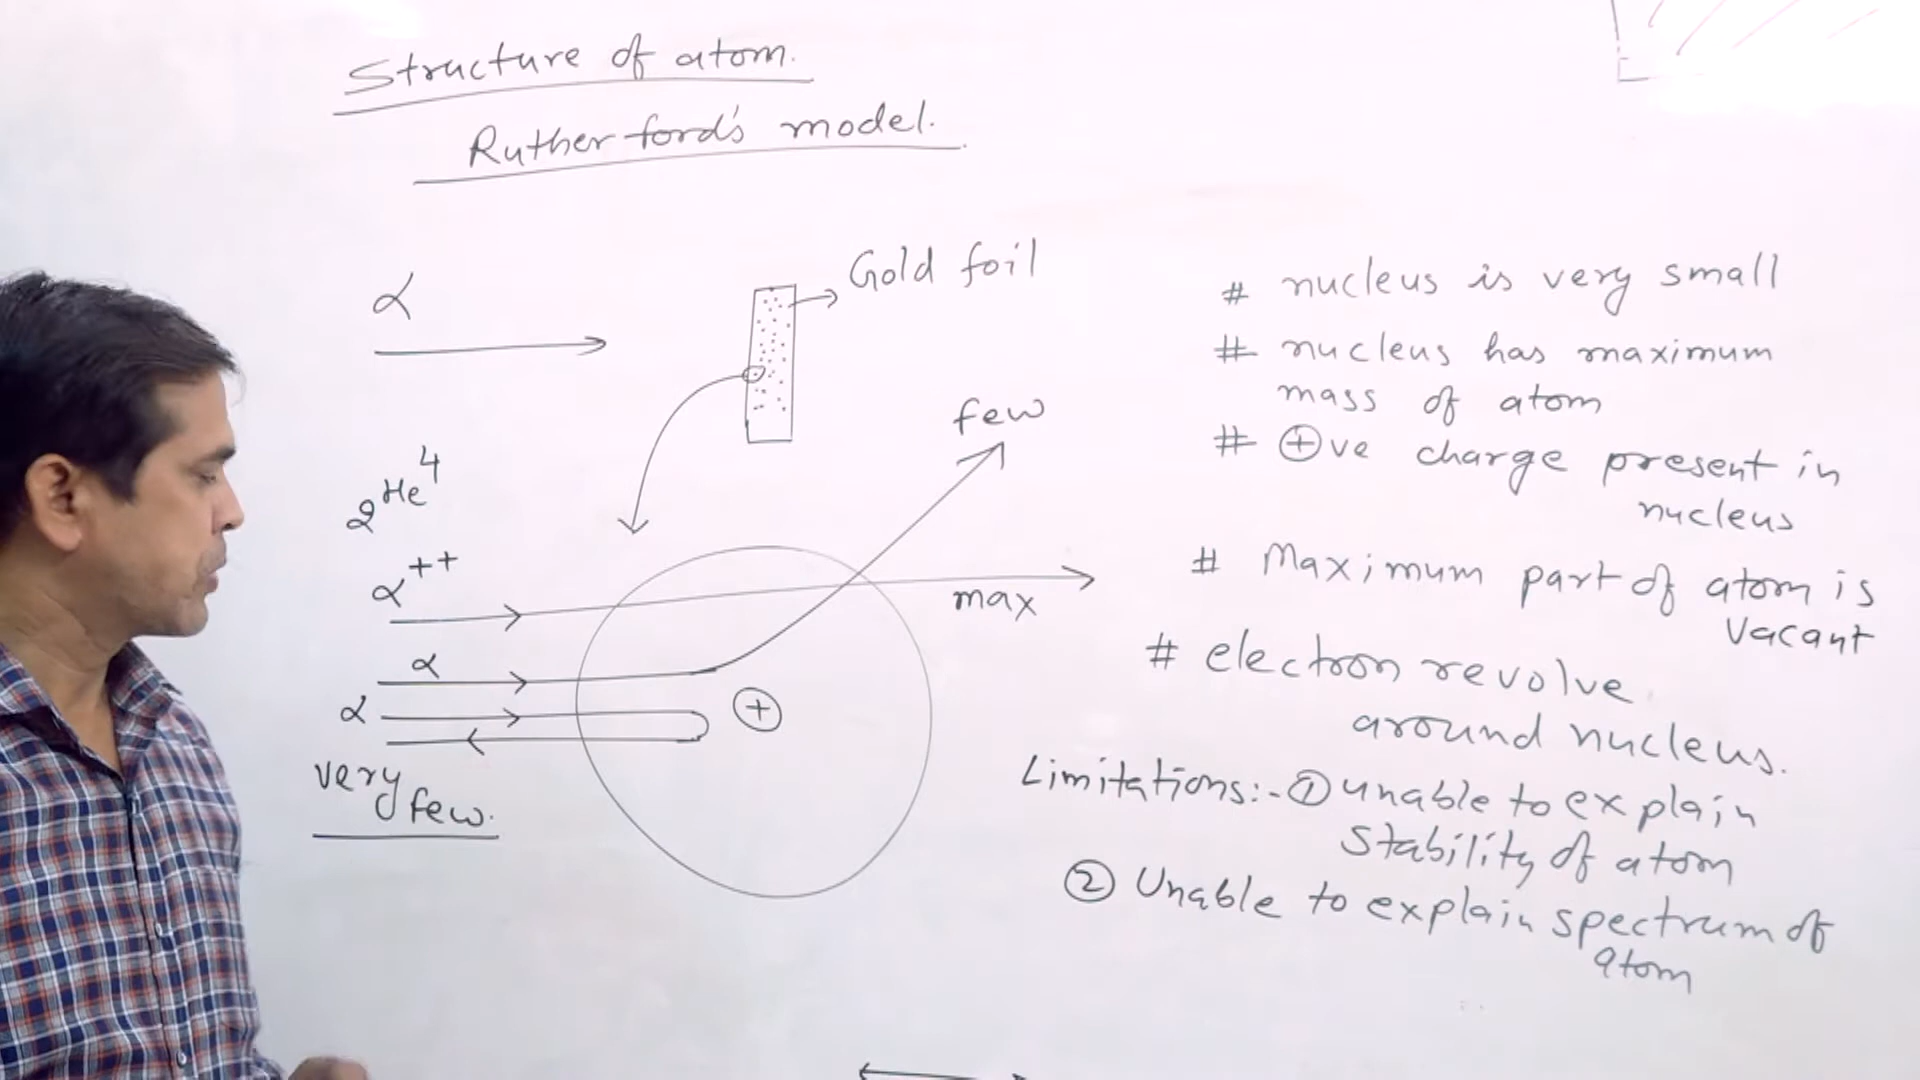 Structure of atom.
Rutherford's model.
α
Gold foil
few
₂He⁴
α⁺⁺
max
α
α
+
very
few.
# nucleus is very small
# nucleus has maximum
mass of atom
# ⊕ve charge present in
nucleus
# Maximum part of atom is
Vacant
# electron revolve
around nucleus.
Limitations:- ① unable to explain
Stability of atom
② Unable to explain spectrum of
atom